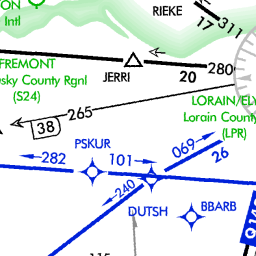 ON
Intl
RIEKE
17
311
FREMONT
sky County Rgnl
(S24)
JERRI
20
280
265
38
LORAIN/ELY
Lorain County
(LPR)
PSKUR
282
101
069
26
240
DUTSH
BBARB